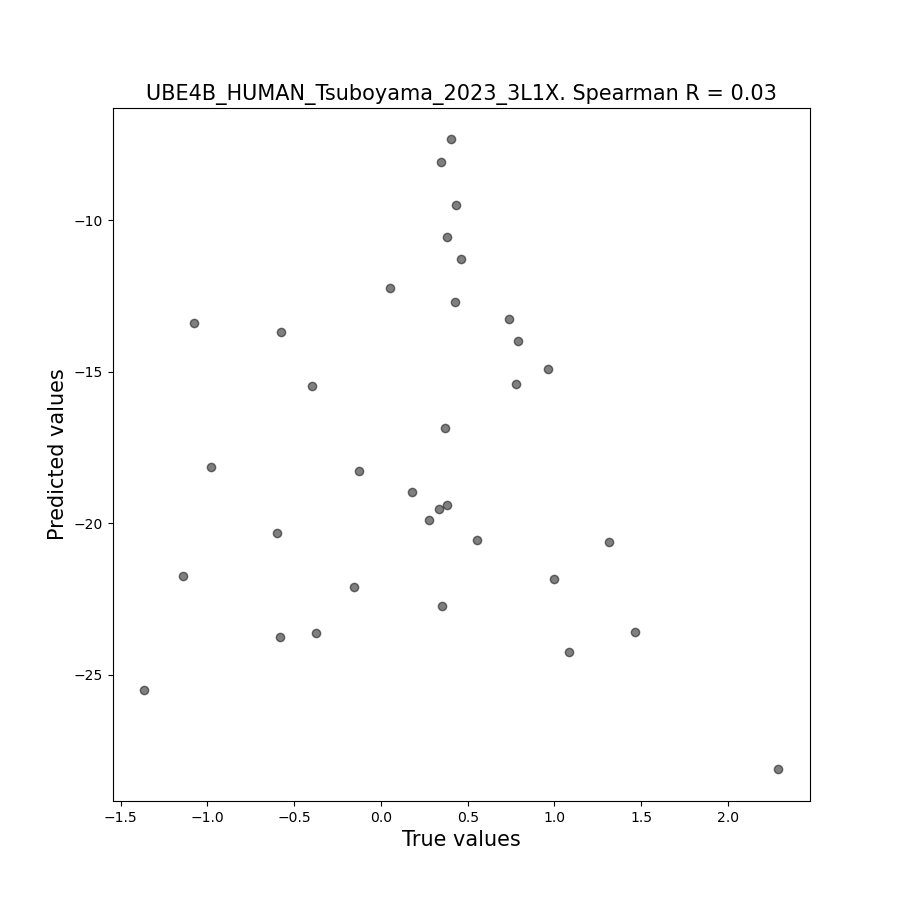 UBE4B_HUMAN_Tsuboyama_2023_3L1X. Spearman R = 0.03
Predicted values
−10
−15
−20
−25
−1.5 −1.0 −0.5 0.0 0.5 1.0 1.5 2.0
True values